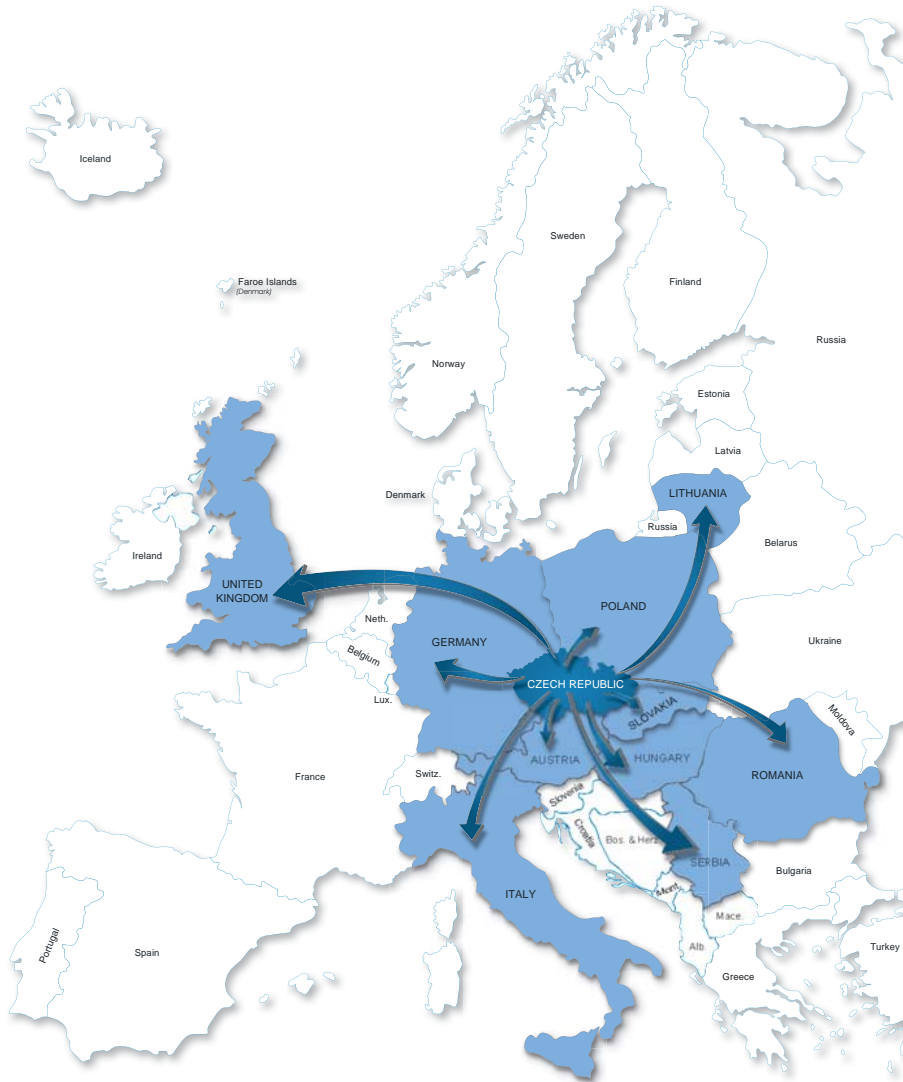 Iceland
Sweden
Faroe Islands
(Denmark)
Finland
Russia
Norway
Estonia
Latvia
Denmark
LITHUANIA
Russia
Belarus
Ireland
UNITED
KINGDOM
POLAND
Neth.
GERMANY
Ukraine
Belgium
CZECH REPUBLIC
Lux.
SLOVAKIA
Moldova
AUSTRIA
HUNGARY
France
Switz.
ROMANIA
Slovenia
Croatia
Bos. & Herz.
SERBIA
Bulgaria
Mont.
ITALY
Mace.
Portugal
Spain
Alb.
Turkey
Greece